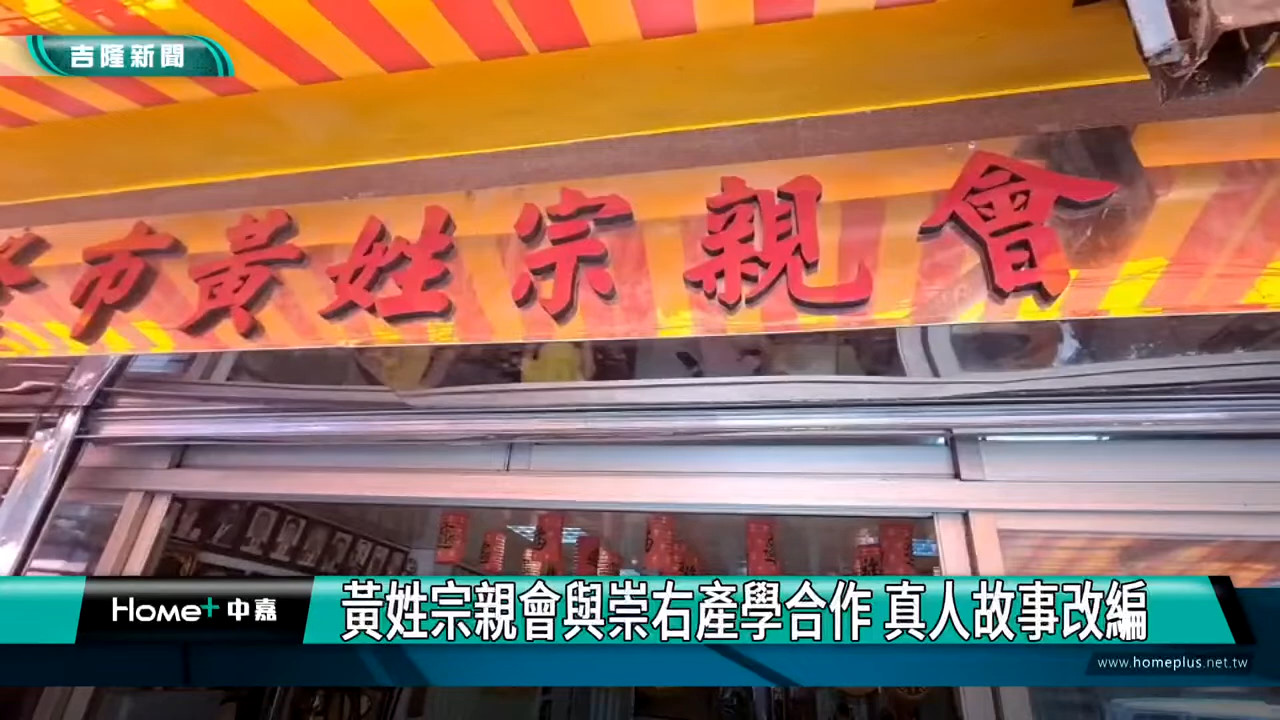 吉隆新聞
市黃姓宗親會
Home+中嘉
黃姓宗親會與崇右產學合作 真人故事改編
www.homeplus.net.tw